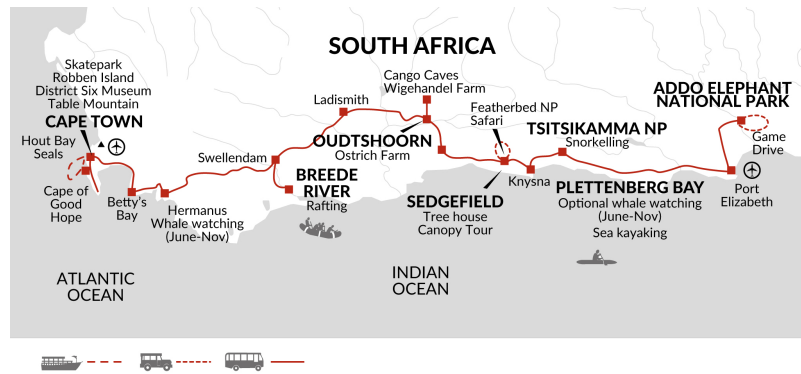 SOUTH AFRICA
Skatepark
Robben Island
District Six Museum
Table Mountain
CAPE TOWN
Hout Bay
Seals
Cape of
Good
Hope
Betty's
Bay
Hermanus
Whale watching
(June-Nov)
Swellendam
BREEDE
RIVER
Rafting
Ladismith
Cango Caves
Wigehandel Farm
OUDTSHOORN
Ostrich Farm
Featherbed NP
Safari
SEDGEFIELD
Tree house
Canopy Tour
Knysna
TSITSIKAMMA NP
Snorkelling
PLETTENBERG BAY
Optional whale watching
(June-Nov)
Sea kayaking
ADDO ELEPHANT
NATIONAL PARK
Game
Drive
Port
Elizabeth
ATLANTIC
OCEAN
INDIAN
OCEAN